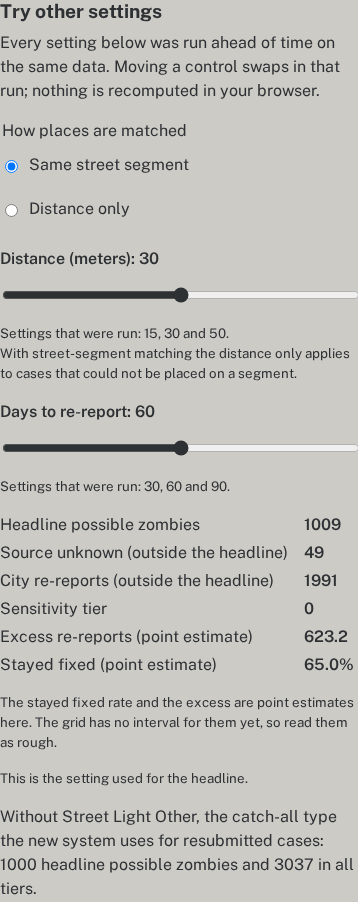 Try other settings
Every setting below was run ahead of time on
the same data. Moving a control swaps in that
run; nothing is recomputed in your browser.
How places are matched
Same street segment
Distance only
Distance (meters): 30
Settings that were run: 15, 30 and 50.
With street-segment matching the distance only applies
to cases that could not be placed on a segment.
Days to re-report: 60
Settings that were run: 30, 60 and 90.
Headline possible zombies 1009
Source unknown (outside the headline) 49
City re-reports (outside the headline) 1991
Sensitivity tier 0
Excess re-reports (point estimate) 623.2
Stayed fixed (point estimate) 65.0%
The stayed fixed rate and the excess are point estimates
here. The grid has no interval for them yet, so read them
as rough.
This is the setting used for the headline.
Without Street Light Other, the catch-all type
the new system uses for resubmitted cases:
1000 headline possible zombies and 3037 in all
tiers.